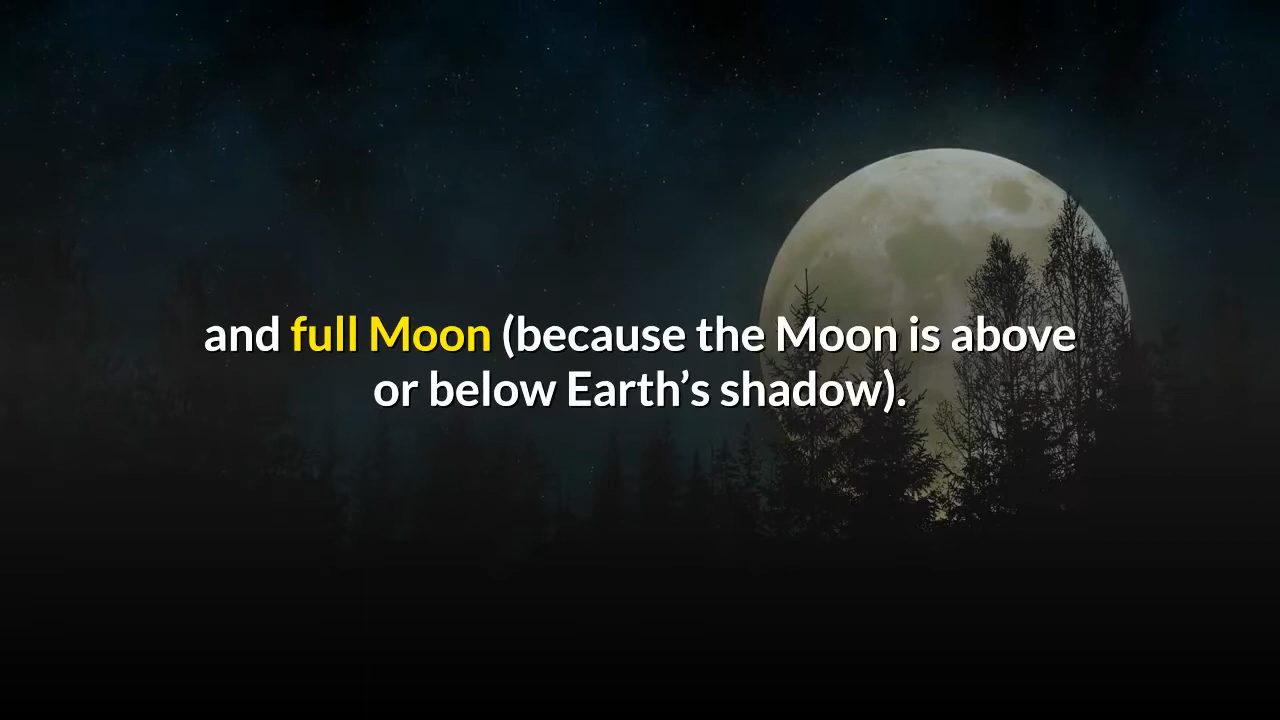 and full Moon (because the Moon is above
or below Earth’s shadow).